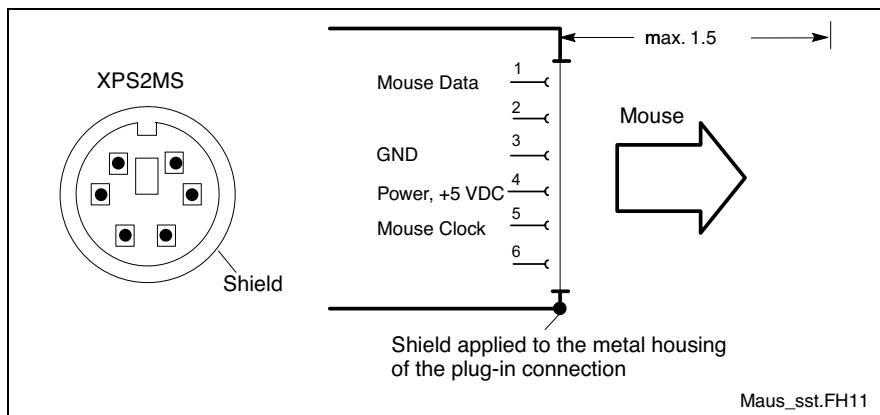 max. 1.5
XPS2MS
Mouse Data
1
2
Mouse
3
GND
4
Power, +5 VDC
5
Mouse Clock
6
Shield
Shield applied to the metal housing
of the plug-in connection
Maus_sst.FH11